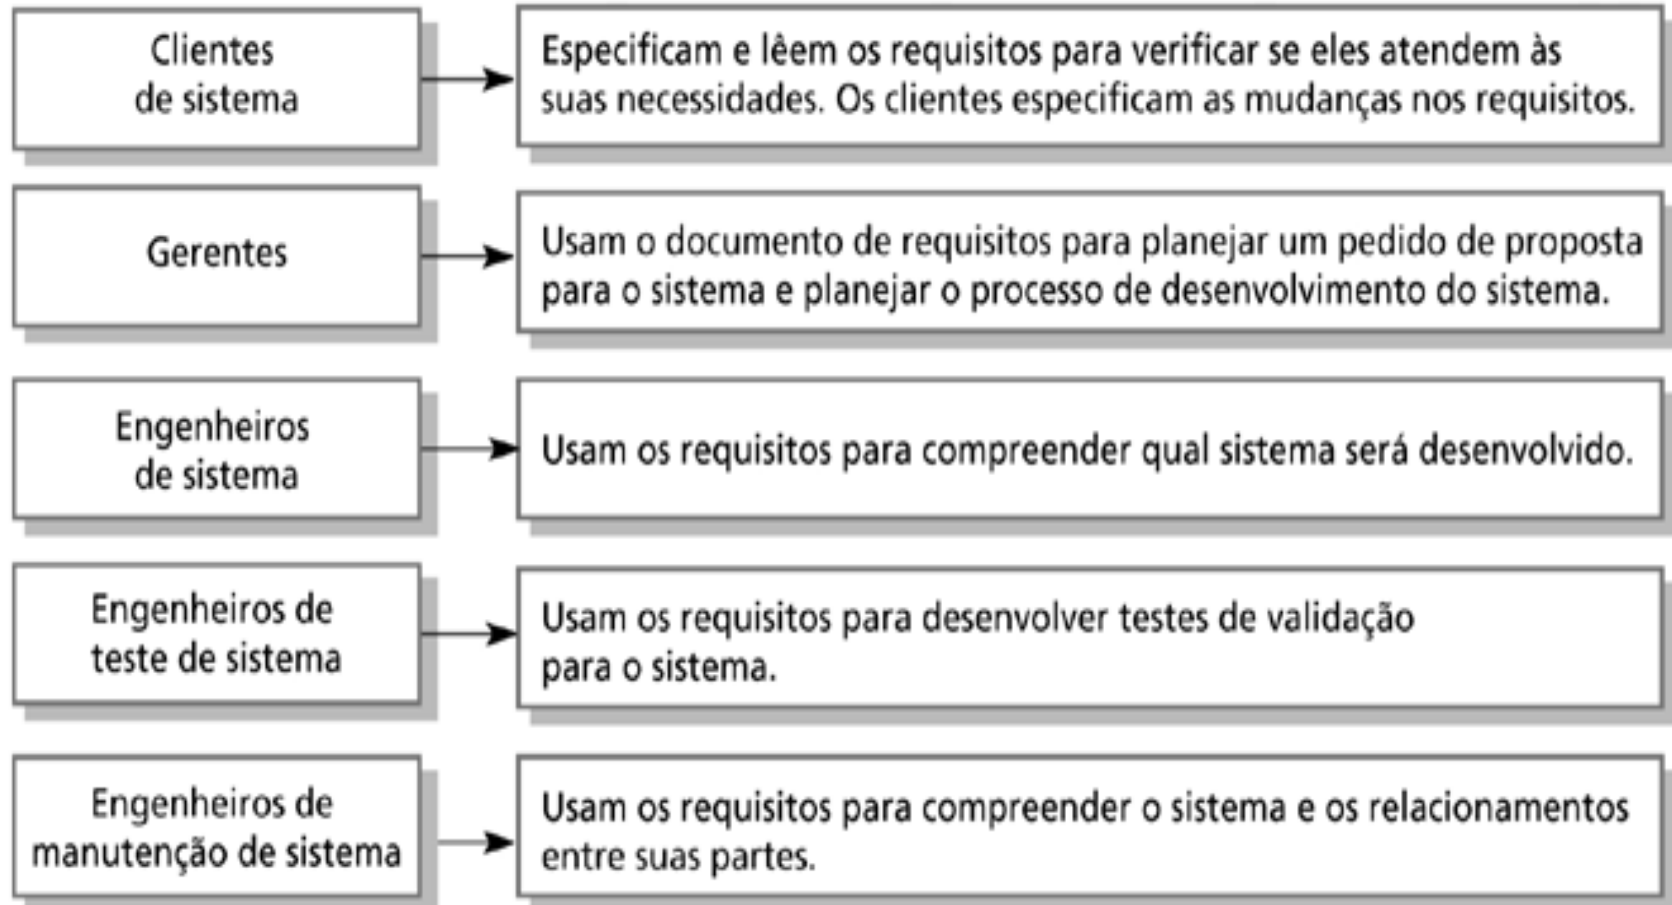 Clientes
de sistema
Especificam e lêem os requisitos para verificar se eles atendem às
suas necessidades. Os clientes especificam as mudanças nos requisitos.
Gerentes
Usam o documento de requisitos para planejar um pedido de proposta
para o sistema e planejar o processo de desenvolvimento do sistema.
Engenheiros
de sistema
Usam os requisitos para compreender qual sistema será desenvolvido.
Engenheiros de
teste de sistema
Usam os requisitos para desenvolver testes de validação
para o sistema.
Engenheiros de
manutenção de sistema
Usam os requisitos para compreender o sistema e os relacionamentos
entre suas partes.